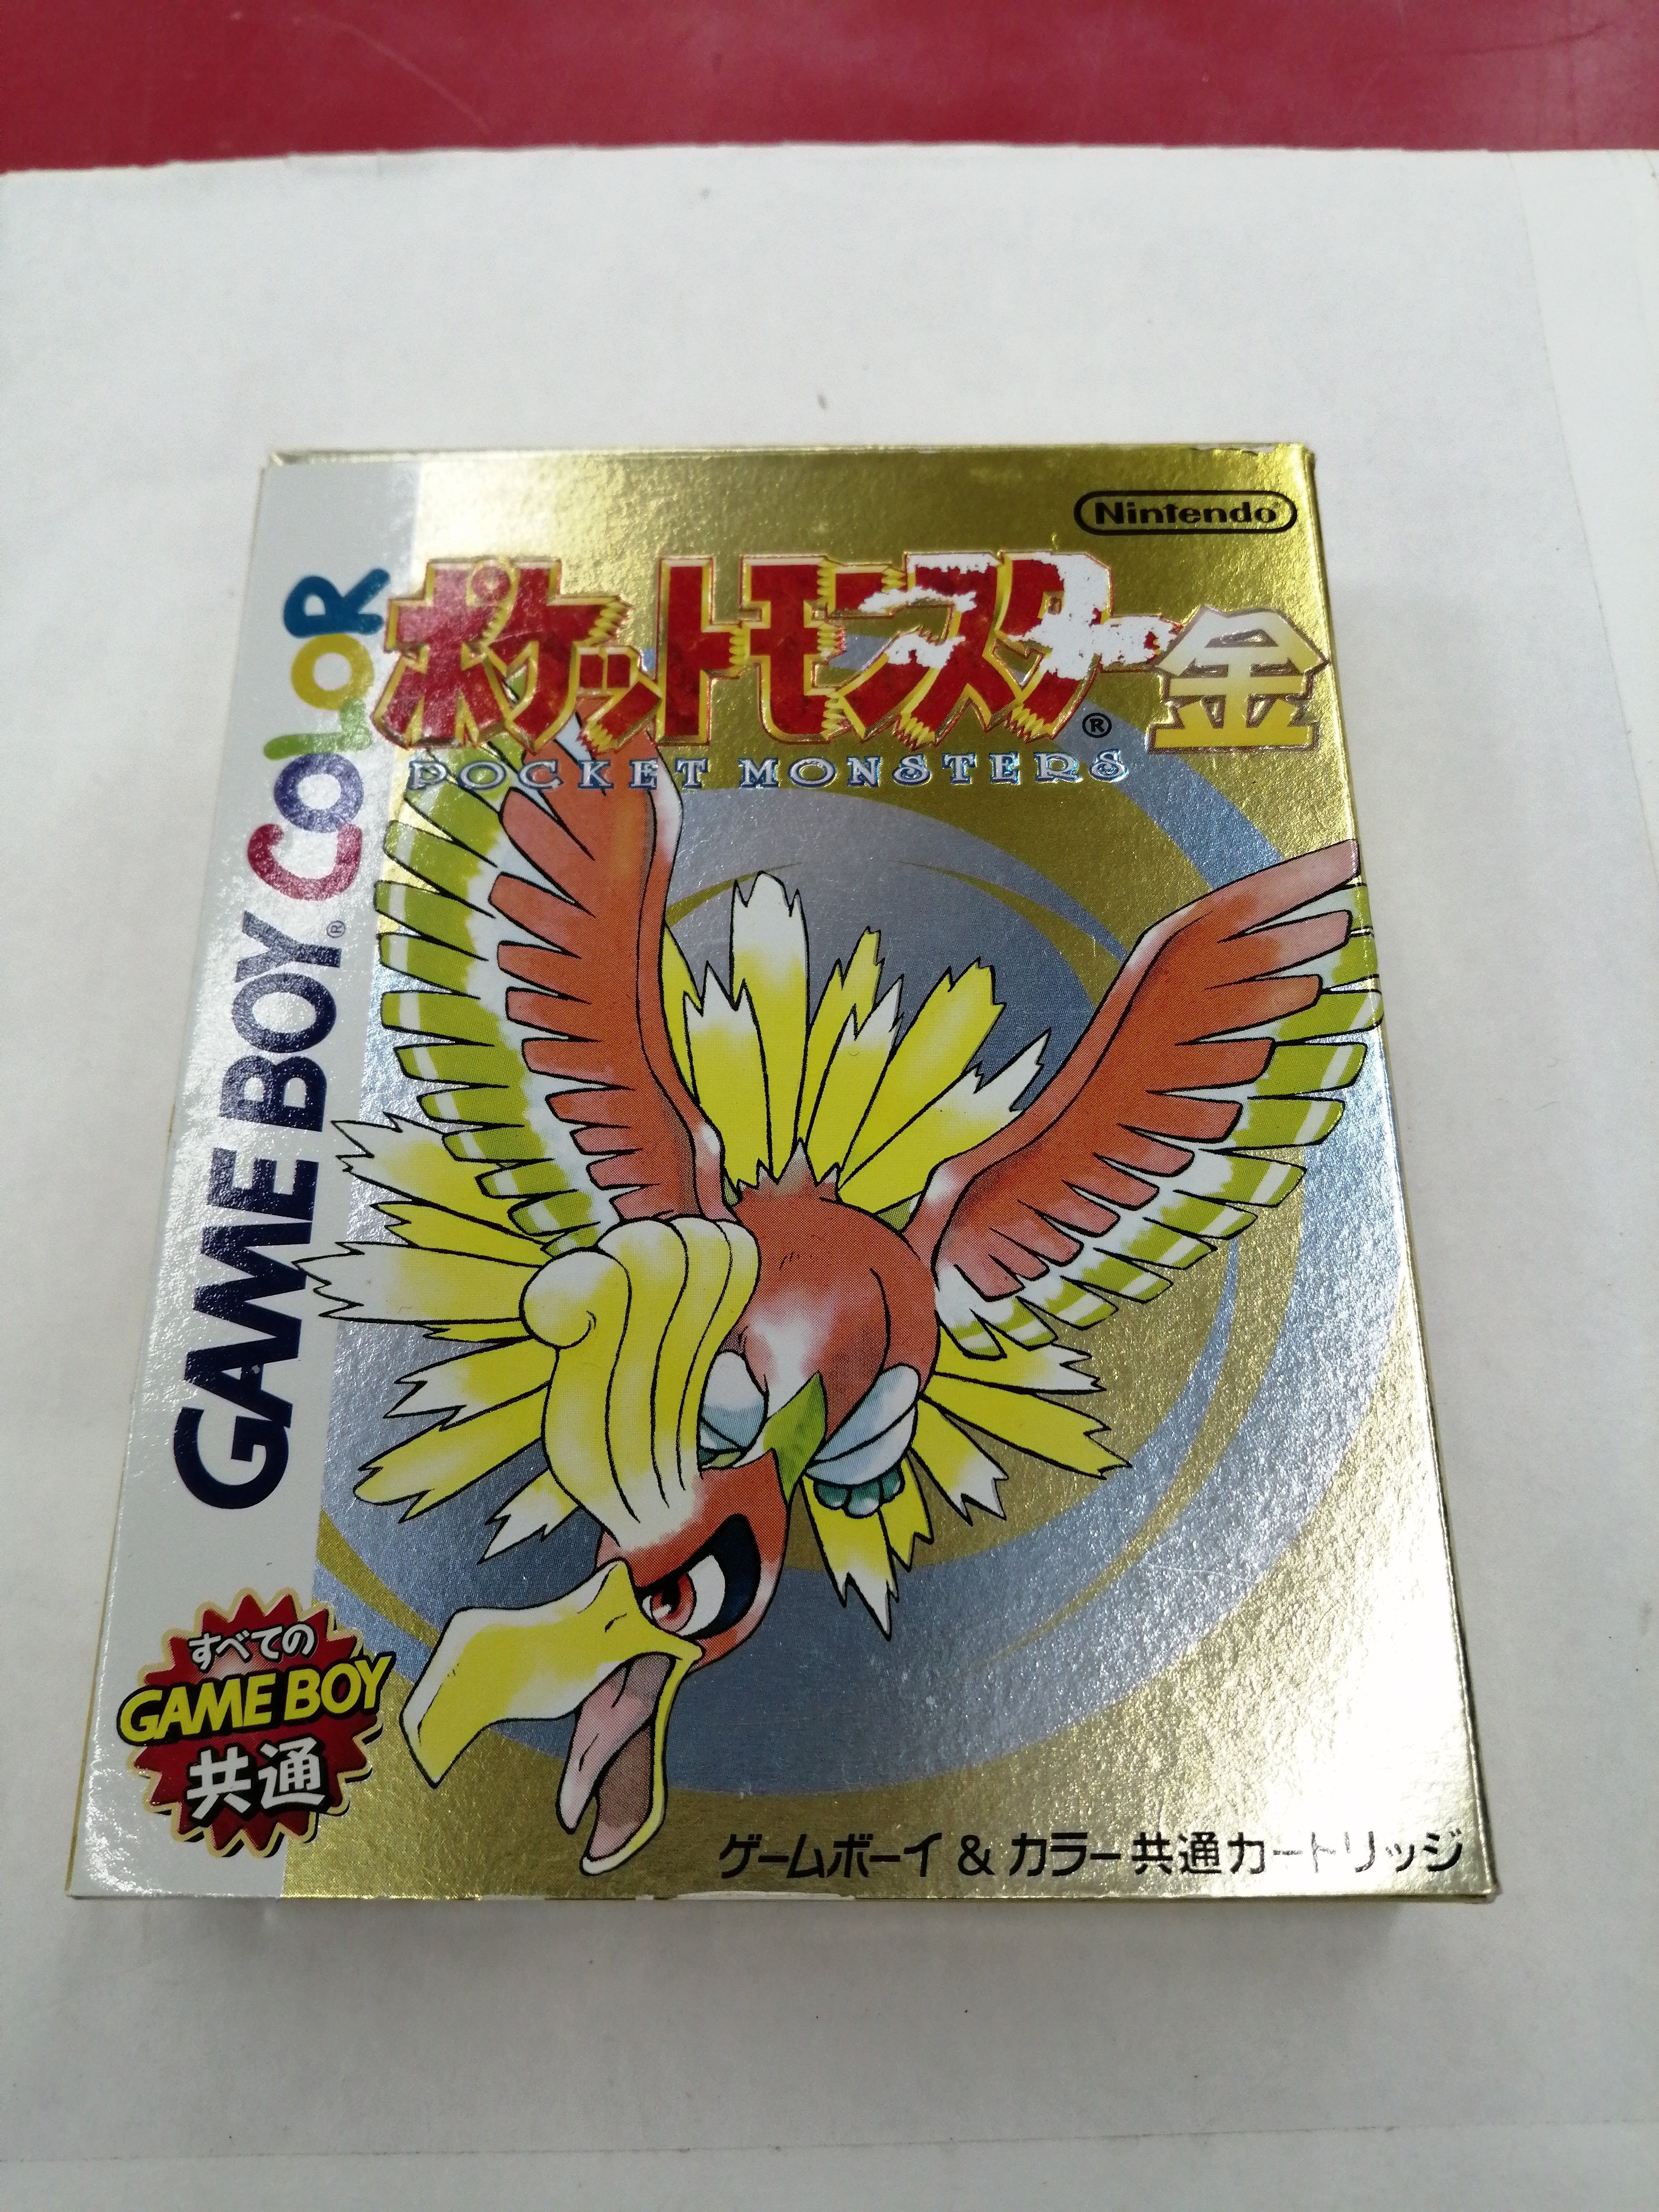 Nintendo®
ポケットモンスター金
®
POCKET MONSTERS
GAME BOY® COLOR
すべての
GAME BOY
共通
ゲームボーイ & カラー共通カートリッジ